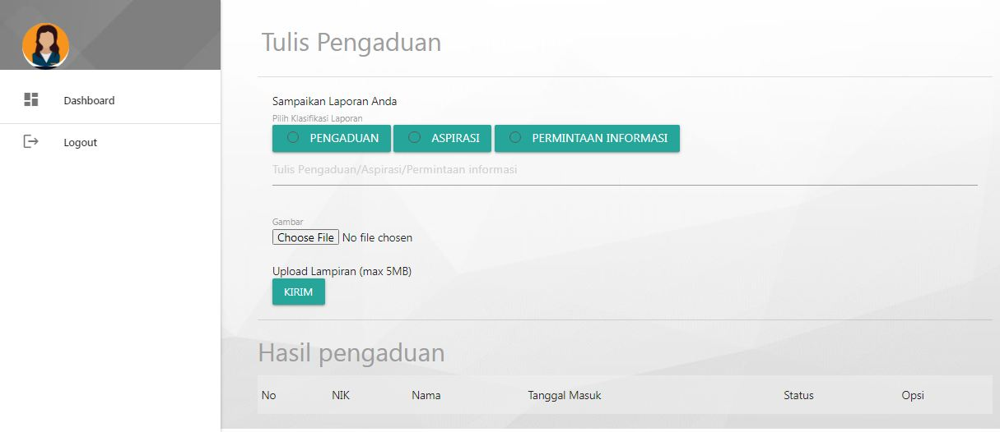 Tulis Pengaduan
Dashboard
Logout
Sampaikan Laporan Anda
Pilih Klasifikasi Laporan
PENGADUAN ASPIRASI PERMINTAAN INFORMASI
Tulis Pengaduan/Aspirasi/Permintaan informasi
Gambar
Choose File No file chosen
Upload Lampiran (max 5MB)
KIRIM
Hasil pengaduan
No NIK Nama Tanggal Masuk Status Opsi